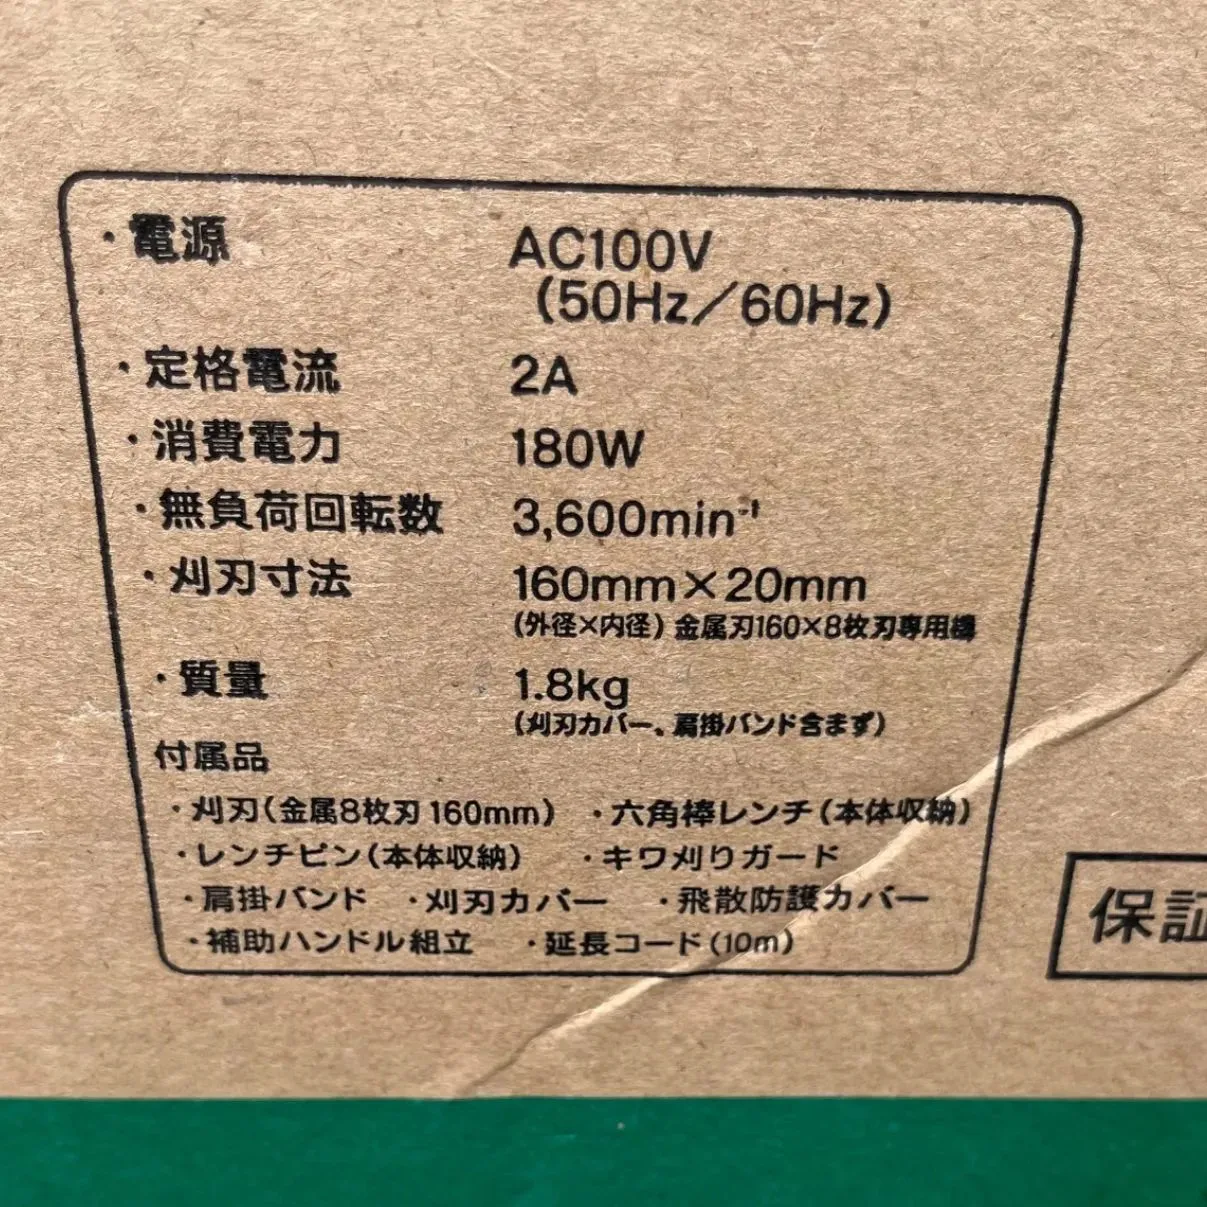 ・電源 AC100V
(50Hz／60Hz)
・定格電流 2A
・消費電力 180W
・無負荷回転数 3,600min⁻¹
・刈刃寸法 160mm×20mm
(外径×内径) 金属刃160×8枚刃専用機
・質量 1.8kg
(刈刃カバー、肩掛バンド含まず)
付属品
・刈刃(金属8枚刃160mm) ・六角棒レンチ(本体収納)
・レンチピン(本体収納) ・キワ刈りガード
・肩掛バンド ・刈刃カバー ・飛散防護カバー
・補助ハンドル組立 ・延長コード(10m)
保証